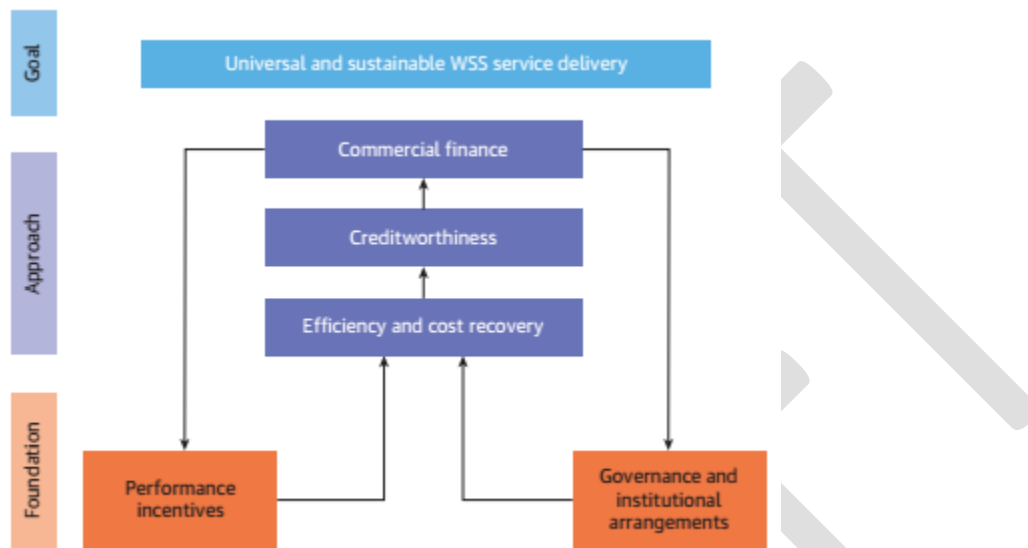 Goal
Universal and sustainable WSS service delivery
Approach
Commercial finance
Creditworthiness
Efficiency and cost recovery
Foundation
Performance
incentives
Governance and
institutional
arrangements